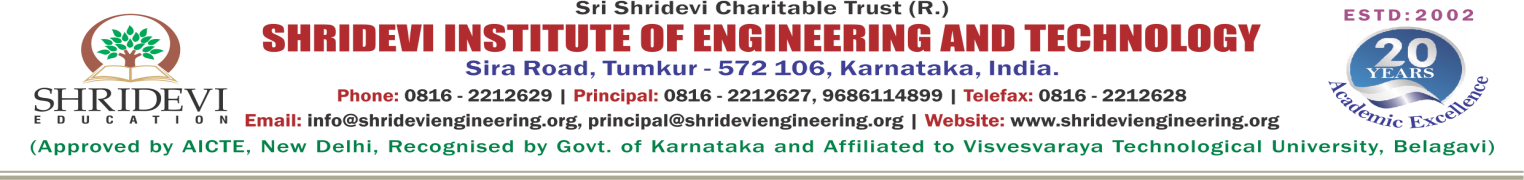 Sri Shridevi Charitable Trust (R.)
SHRIDEVI INSTITUTE OF ENGINEERING AND TECHNOLOGY
Sira Road, Tumkur - 572 106, Karnataka, India.
Phone: 0816 - 2212629 | Principal: 0816 - 2212627, 9686114899 | Telefax: 0816 - 2212628
Email: info@shrideviengineering.org, principal@shrideviengineering.org | Website: www.shrideviengineering.org
(Approved by AICTE, New Delhi, Recognised by Govt. of Karnataka and Affiliated to Visvesvaraya Technological University, Belagavi)
SHRIDEVI
EDUCATION
ESTD:2002
20
YEARS
Academic Excellence